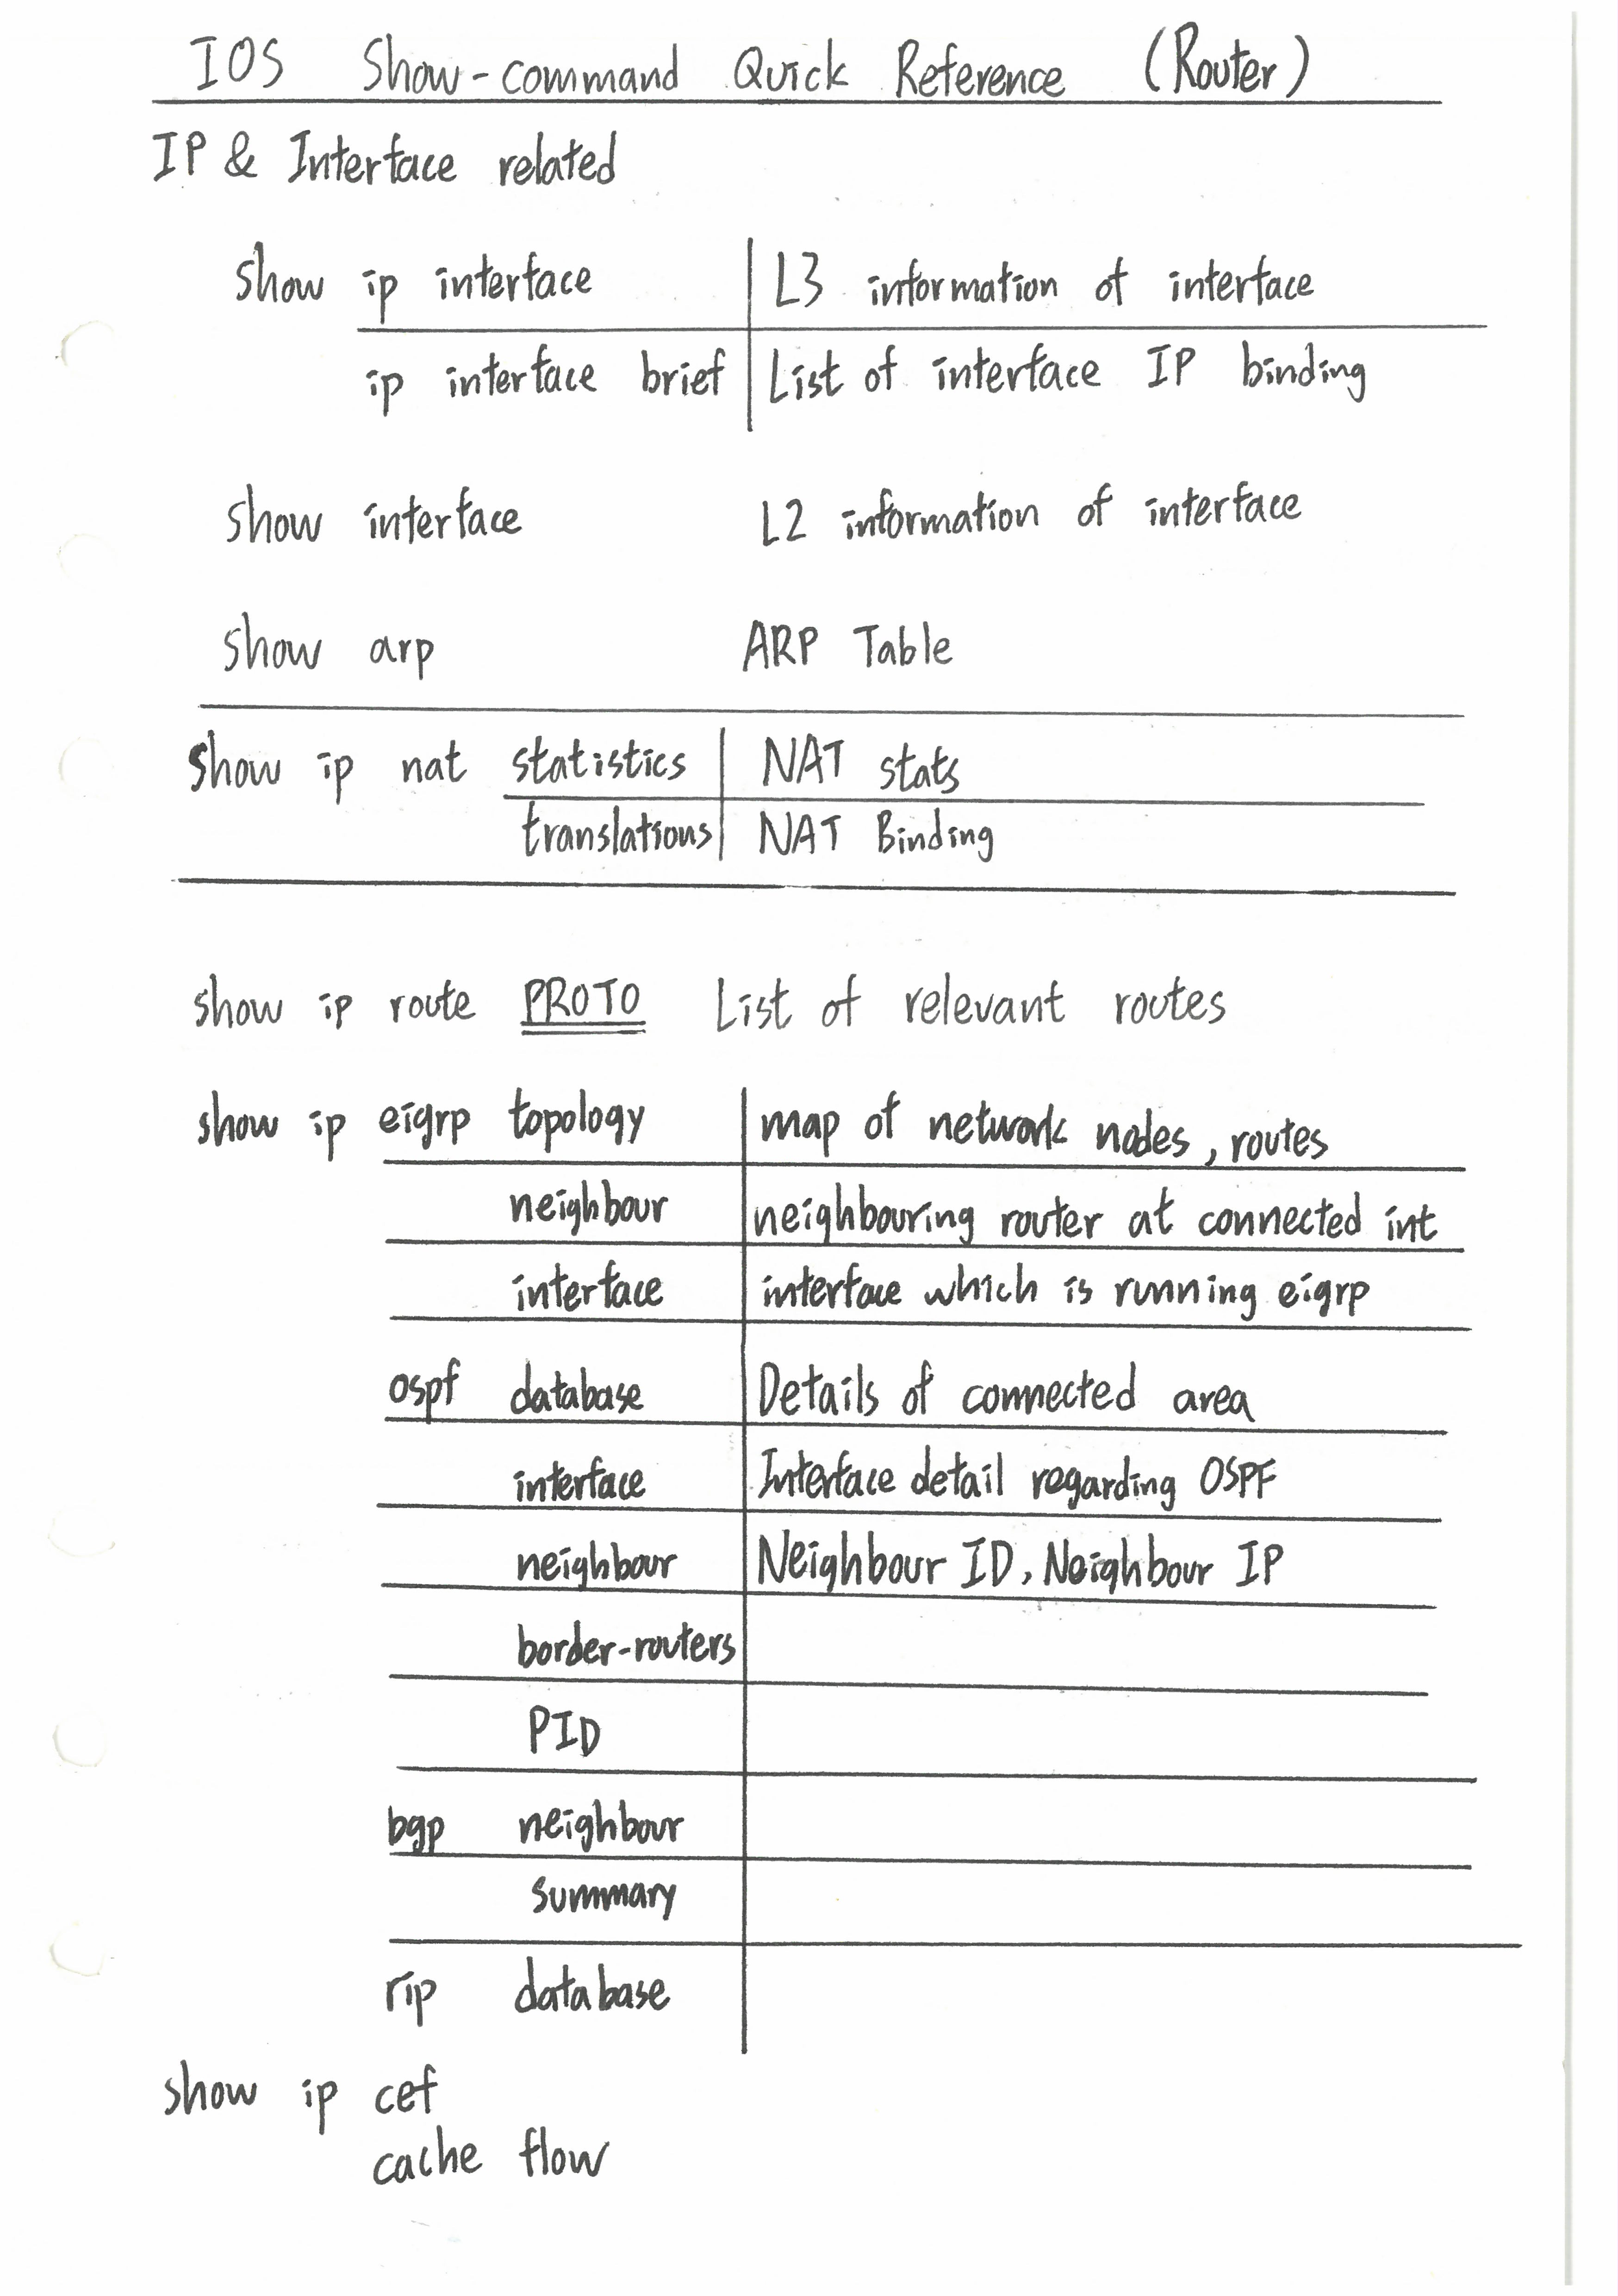 IOS Show-command Quick Reference (Router)
IP & Interface related
show ip interface L3 information of interface
ip interface brief List of interface IP binding
show interface L2 information of interface
show arp ARP Table
show ip nat statistics NAT stats
translations NAT Binding
show ip route PROTO List of relevant routes
show ip eigrp topology map of network nodes, routes
neighbour neighbouring router at connected int
interface interface which is running eigrp
ospf database Details of connected area
interface Interface detail regarding OSPF
neighbour Neighbour ID, Neighbour IP
border-routers
PID
bgp neighbour
summary
rip database
show ip cef
cache flow